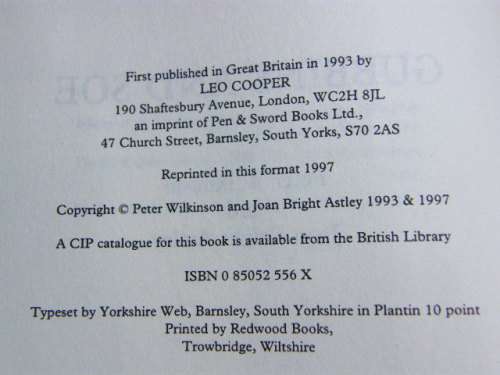 First published in Great Britain in 1993 by
LEO COOPER
190 Shaftesbury Avenue, London, WC2H 8JL
an imprint of Pen & Sword Books Ltd.,
47 Church Street, Barnsley, South Yorks, S70 2AS
Reprinted in this format 1997
Copyright © Peter Wilkinson and Joan Bright Astley 1993 & 1997
A CIP catalogue for this book is available from the British Library
ISBN 0 85052 556 X
Typeset by Yorkshire Web, Barnsley, South Yorkshire in Plantin 10 point
Printed by Redwood Books,
Trowbridge, Wiltshire